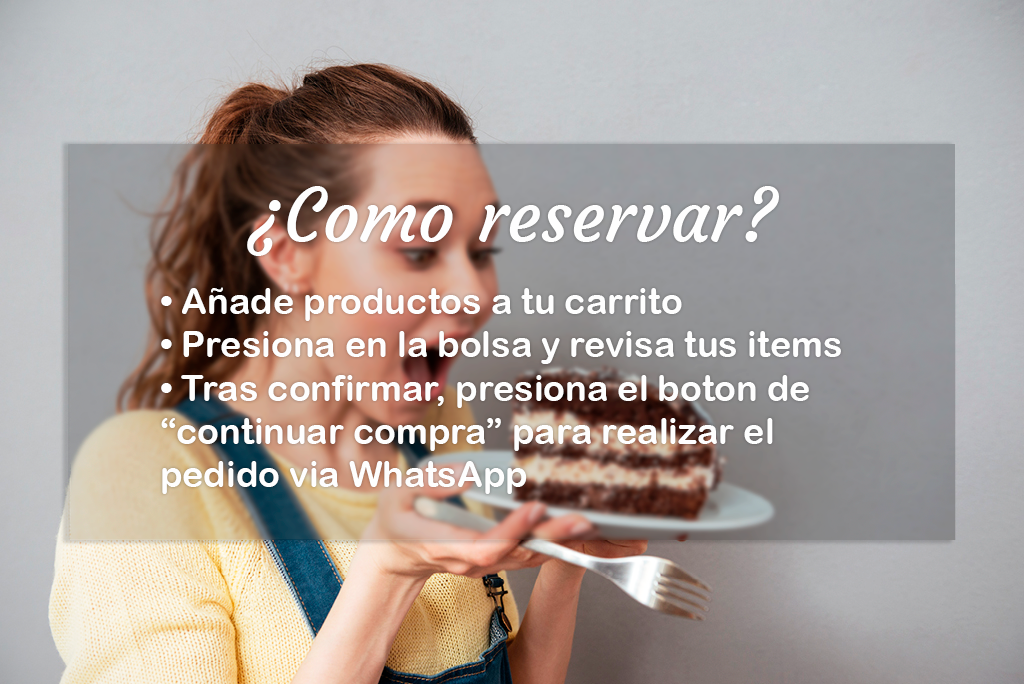 ¿Como reservar?
• Añade productos a tu carrito
• Presiona en la bolsa y revisa tus items
• Tras confirmar, presiona el boton de
“continuar compra” para realizar el
pedido via WhatsApp